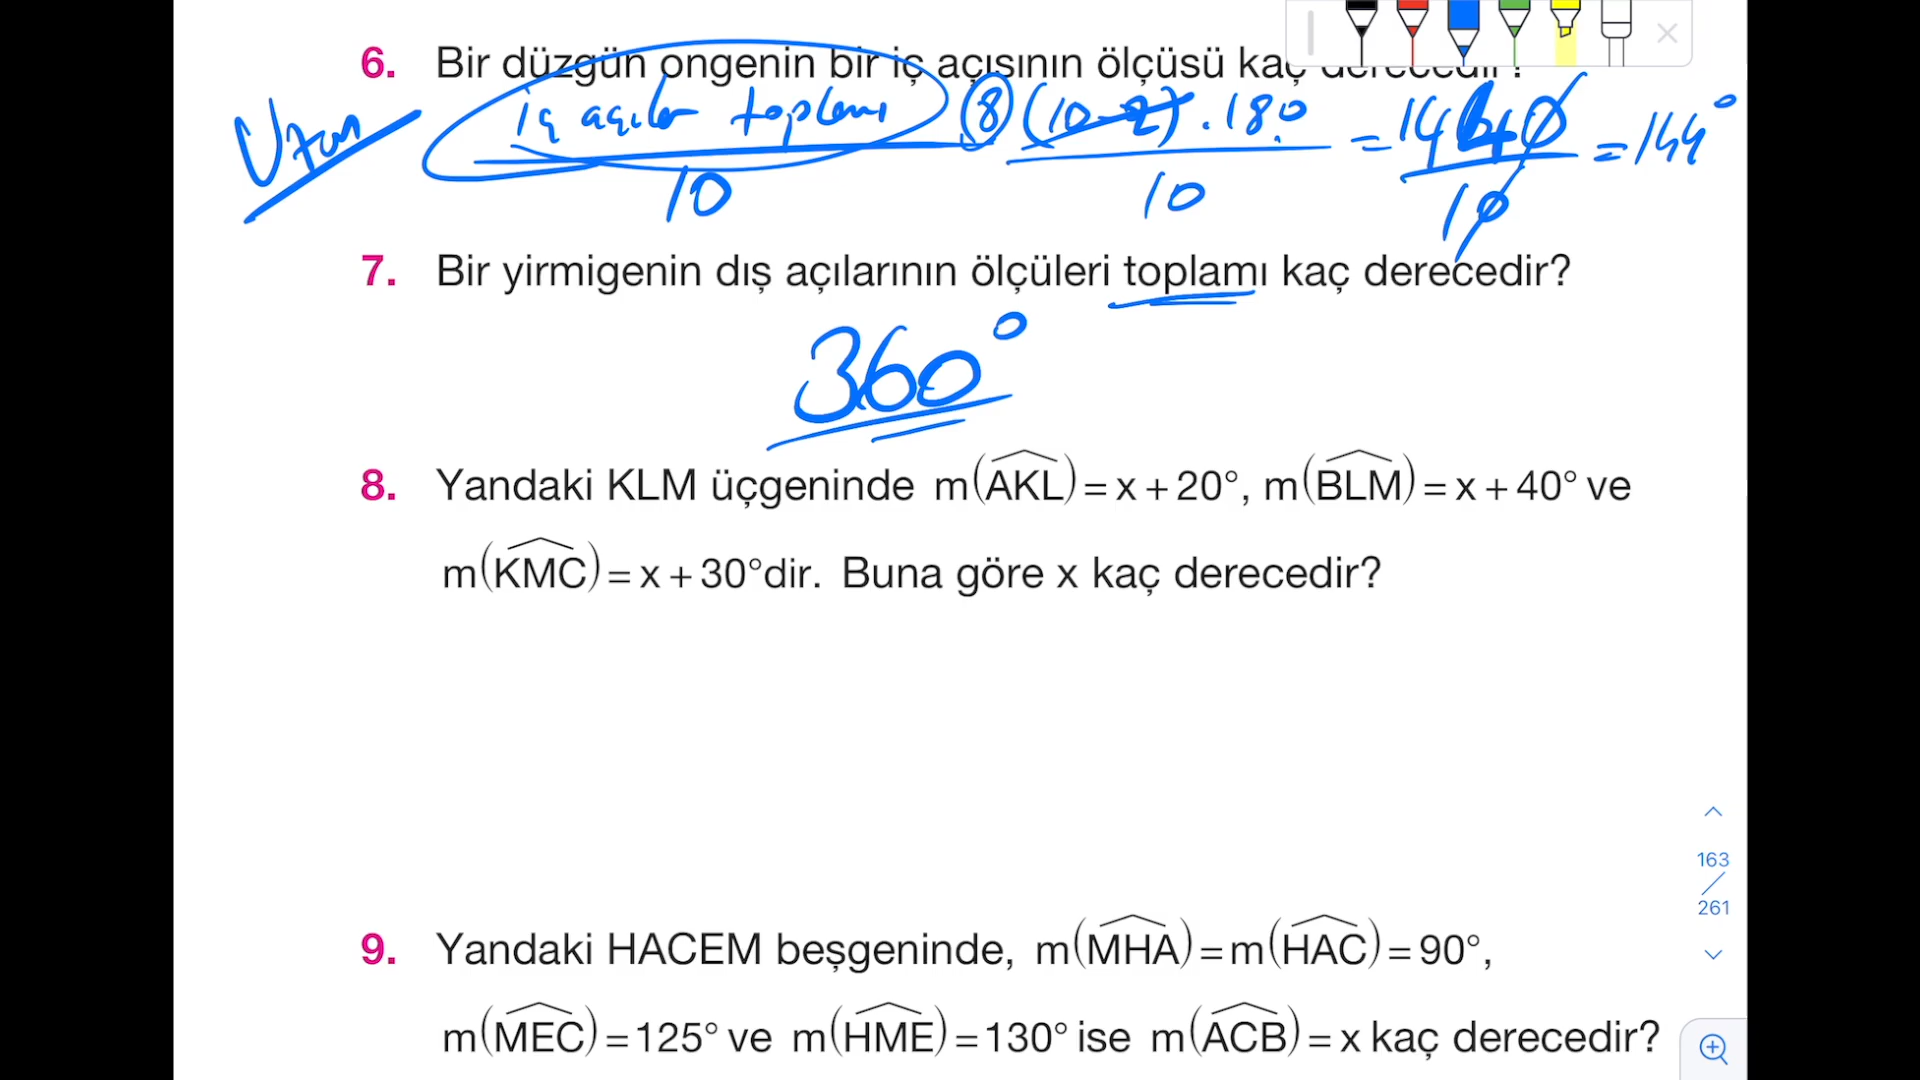 6. Bir düzgün ongenin bir iç açısının ölçüsü kaç derecedir?
Uzun
iç açılar toplamı / 10 (8) (10-2).180 / 10 = 1440 / 10 = 144°
7. Bir yirmigenin dış açılarının ölçüleri toplamı kaç derecedir?
360°
8. Yandaki KLM üçgeninde m(AKL) = x + 20°, m(BLM) = x + 40° ve
m(KMC) = x + 30°dir. Buna göre x kaç derecedir?
163
261
9. Yandaki HACEM beşgeninde, m(MHA) = m(HAC) = 90°,
m(MEC) = 125° ve m(HME) = 130° ise m(ACB) = x kaç derecedir?